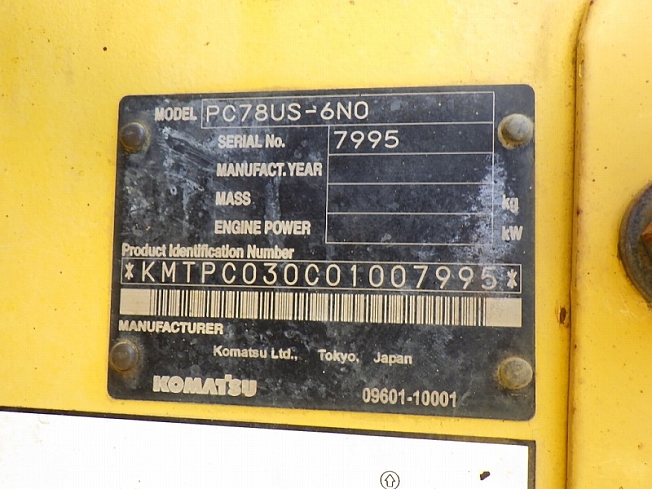 MODEL PC78US-6N0
SERIAL No. 7995
MANUFACT. YEAR
MASS kg
ENGINE POWER kW
Product Identification Number
*KMTPC030C01007995*
MANUFACTURER
Komatsu Ltd., Tokyo, Japan
KOMATSU 09601-10001